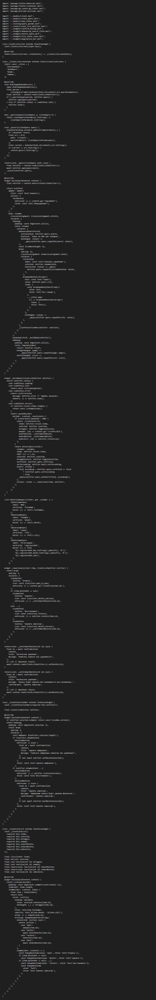 import 'package:flutter/material.dart';
import 'package:flutter/scheduler.dart';
import 'package:go_router/go_router.dart';
import 'package:provider/provider.dart';

import '../models/client.dart';
import '../models/client_query.dart';
import '../models/load_status.dart';
import '../routing/query_params.dart';
import '../state/client_list_notifier.dart';
import '../widgets/confirm_dialog.dart';
import '../widgets/debounced_search_field.dart';
import '../widgets/entity_table.dart';
import '../widgets/list_state_views.dart';
import '../widgets/pagination_bar.dart';

class ClientListScreen extends StatefulWidget {
  const ClientListScreen({super.key});

  @override
  State<ClientListScreen> createState() => _ClientListScreenState();
}

class _ClientListScreenState extends State<ClientListScreen> {
  static const _cities = [
    'Екатеринбург',
    'Челябинск',
    'Пермь',
    'Тюмень',
  ];

  @override
  void didChangeDependencies() {
    super.didChangeDependencies();
    final parsed =
        clientQueryFromUri(GoRouterState.of(context).uri.queryParameters);
    final notifier = context.read<ClientListNotifier>();
    if (!_queriesEqual(parsed, notifier.query)) {
      notifier.applyQuery(parsed);
    } else if (notifier.status == LoadStatus.idle) {
      notifier.load();
    }
  }

  bool _queriesEqual(ClientQuery a, ClientQuery b) {
    return clientQueryToParams(a).toString() ==
        clientQueryToParams(b).toString();
  }

  void _syncUrl(ClientQuery query) {
    SchedulerBinding.instance.addPostFrameCallback((_) {
      if (!mounted) return;
      final uri = Uri(
        path: '/clients',
        queryParameters: clientQueryToParams(query),
      );
      final current = GoRouterState.of(context).uri.toString();
      if (current != uri.toString()) {
        context.go(uri.toString());
      }
    });
  }

  Future<void> _apply(ClientQuery next) async {
    final notifier = context.read<ClientListNotifier>();
    await notifier.applyQuery(next);
    _syncUrl(notifier.query);
  }

  @override
  Widget build(BuildContext context) {
    final notifier = context.watch<ClientListNotifier>();

    return Scaffold(
      appBar: AppBar(
        title: const Text('Клиенты'),
        actions: [
          TextButton(
            onPressed: () => context.go('/equipment'),
            child: const Text('Оборудование'),
          ),
        ],
      ),
      body: Column(
        crossAxisAlignment: CrossAxisAlignment.stretch,
        children: [
          Padding(
            padding: const EdgeInsets.all(12),
            child: Column(
              children: [
                DebouncedSearchField(
                  initialValue: notifier.query.search,
                  hintText: 'Поиск по ФИО или телефону',
                  onChanged: (value) =>
                      _apply(notifier.query.copyWith(search: value)),
                ),
                const SizedBox(height: 8),
                Wrap(
                  spacing: 12,
                  crossAxisAlignment: WrapCrossAlignment.center,
                  children: [
                    FilterChip(
                      label: const Text('Показать удалённые'),
                      selected: notifier.showDeleted,
                      onSelected: (value) => _apply(
                        notifier.query.copyWith(includeDeleted: value),
                      ),
                    ),
                    DropdownButton<String?>(
                      hint: const Text('Город'),
                      value: notifier.query.city,
                      items: [
                        const DropdownMenuItem<String?>(
                          value: null,
                          child: Text('Все города'),
                        ),
                        ..._cities.map(
                          (c) => DropdownMenuItem<String?>(
                            value: c,
                            child: Text(c),
                          ),
                        ),
                      ],
                      onChanged: (value) =>
                          _apply(notifier.query.copyWith(city: value)),
                    ),
                  ],
                ),
                _ClientSelectionBar(notifier: notifier),
              ],
            ),
          ),
          Expanded(child: _buildBody(notifier)),
          Padding(
            padding: const EdgeInsets.all(12),
            child: PaginationBar(
              result: notifier.result,
              onPageChanged: (page) =>
                  _apply(notifier.query.copyWith(page: page)),
              onSizeChanged: (size) =>
                  _apply(notifier.query.copyWith(size: size)),
            ),
          ),
        ],
      ),
    );
  }

  Widget _buildBody(ClientListNotifier notifier) {
    switch (notifier.status) {
      case LoadStatus.loading:
      case LoadStatus.idle:
        return const ListLoadingView();
      case LoadStatus.error:
        return ListErrorView(
          message: notifier.error ?? 'Ошибка загрузки',
          onRetry: () => notifier.load(),
        );
      case LoadStatus.success:
        if (notifier.result.items.isEmpty) {
          return const ListEmptyView();
        }
        return LayoutBuilder(
          builder: (context, constraints) {
            if (constraints.maxWidth < 600) {
              return _ClientCardList(
                items: notifier.result.items,
                selected: notifier.selected,
                onToggle: notifier.toggleSelection,
                onOpen: (id) => context.go('/clients/$id'),
                onSoftDelete: _confirmSoftDelete,
                onHardDelete: _confirmHardDelete,
                onRestore: (id) => notifier.restore(id),
              );
            }
            return EntityTable<Client>(
              columns: _columns,
              items: notifier.result.items,
              idOf: (c) => c.id,
              selected: notifier.selected,
              onToggleSelect: notifier.toggleSelection,
              sortField: notifier.query.sortField,
              sortAscending: notifier.query.sortAscending,
              onSort: (field) {
                final ascending = notifier.query.sortField == field
                    ? !notifier.query.sortAscending
                    : true;
                _apply(notifier.query.withSort(field, ascending));
              },
              actions: (item) => _rowActions(item, notifier),
            );
          },
        );
    }
  }

  List<TableColumnSpec<Client>> get _columns => [
        TableColumnSpec(
          label: 'ФИО',
          sortField: 'fullName',
          build: (c) => Text(c.fullName),
        ),
        TableColumnSpec(
          label: 'Телефон',
          sortField: 'phone',
          build: (c) => Text(c.phone),
        ),
        TableColumnSpec(
          label: 'Город',
          sortField: 'city',
          build: (c) => Text(c.city),
        ),
        TableColumnSpec(
          label: 'Регистрация',
          sortField: 'registeredAt',
          build: (c) => Text(
            '${c.registeredAt.day.toString().padLeft(2, '0')}.'
            '${c.registeredAt.month.toString().padLeft(2, '0')}.'
            '${c.registeredAt.year}',
          ),
        ),
      ];

  Widget _rowActions(Client item, ClientListNotifier notifier) {
    return Wrap(
      spacing: 4,
      children: [
        IconButton(
          tooltip: 'Открыть',
          icon: const Icon(Icons.open_in_new),
          onPressed: () => context.go('/clients/${item.id}'),
        ),
        if (item.deletedAt == null)
          IconButton(
            tooltip: 'Удалить',
            icon: const Icon(Icons.delete_outline),
            onPressed: () => _confirmSoftDelete(item.id),
          )
        else ...[
          IconButton(
            tooltip: 'Восстановить',
            icon: const Icon(Icons.restore),
            onPressed: () => notifier.restore(item.id),
          ),
          IconButton(
            tooltip: 'Удалить навсегда',
            icon: const Icon(Icons.delete_forever),
            onPressed: () => _confirmHardDelete(item.id),
          ),
        ],
      ],
    );
  }

  Future<void> _confirmSoftDelete(int id) async {
    final ok = await confirmAction(
      context,
      title: 'Логическое удаление',
      message: 'Пометить клиента как удалённого?',
    );
    if (!ok || !mounted) return;
    await context.read<ClientListNotifier>().softDelete(id);
  }

  Future<void> _confirmHardDelete(int id) async {
    final ok = await confirmAction(
      context,
      title: 'Физическое удаление',
      message: 'Запись будет удалена без возможности восстановления.',
      confirmLabel: 'Удалить навсегда',
    );
    if (!ok || !mounted) return;
    await context.read<ClientListNotifier>().hardDelete(id);
  }
}

class _ClientSelectionBar extends StatelessWidget {
  const _ClientSelectionBar({required this.notifier});

  final ClientListNotifier notifier;

  @override
  Widget build(BuildContext context) {
    if (notifier.selected.isEmpty) return const SizedBox.shrink();
    return Padding(
      padding: const EdgeInsets.only(top: 8),
      child: Wrap(
        spacing: 8,
        children: [
          Text('Выбрано: ${notifier.selected.length}'),
          if (!notifier.showDeleted)
            OutlinedButton(
              onPressed: () async {
                final ok = await confirmAction(
                  context,
                  title: 'Удалить выбранное',
                  message: 'Пометить выбранных клиентов как удалённых?',
                );
                if (ok) await notifier.softDeleteSelected();
              },
              child: const Text('Удалить выбранное'),
            ),
          if (notifier.showDeleted) ...[
            OutlinedButton(
              onPressed: () => notifier.restoreSelected(),
              child: const Text('Восстановить'),
            ),
            OutlinedButton(
              onPressed: () async {
                final ok = await confirmAction(
                  context,
                  title: 'Удалить навсегда',
                  message: 'Выбранные записи будут удалены физически.',
                  confirmLabel: 'Удалить навсегда',
                );
                if (ok) await notifier.hardDeleteSelected();
              },
              child: const Text('Удалить навсегда'),
            ),
          ],
        ],
      ),
    );
  }
}

class _ClientCardList extends StatelessWidget {
  const _ClientCardList({
    required this.items,
    required this.selected,
    required this.onToggle,
    required this.onOpen,
    required this.onSoftDelete,
    required this.onHardDelete,
    required this.onRestore,
  });

  final List<Client> items;
  final Set<int> selected;
  final void Function(int id) onToggle;
  final void Function(int id) onOpen;
  final Future<void> Function(int id) onSoftDelete;
  final Future<void> Function(int id) onHardDelete;
  final void Function(int id) onRestore;

  @override
  Widget build(BuildContext context) {
    return ListView.builder(
      padding: const EdgeInsets.symmetric(horizontal: 12),
      itemCount: items.length,
      itemBuilder: (context, index) {
        final item = items[index];
        return Card(
          child: ListTile(
            leading: Checkbox(
              value: selected.contains(item.id),
              onChanged: (_) => onToggle(item.id),
            ),
            title: Text(item.fullName),
            subtitle: Text('${item.phone} · ${item.city}'),
            onTap: () => onOpen(item.id),
            trailing: PopupMenuButton<String>(
              onSelected: (action) async {
                switch (action) {
                  case 'open':
                    onOpen(item.id);
                  case 'delete':
                    await onSoftDelete(item.id);
                  case 'restore':
                    onRestore(item.id);
                  case 'hard':
                    await onHardDelete(item.id);
                }
              },
              itemBuilder: (context) => [
                const PopupMenuItem(value: 'open', child: Text('Открыть')),
                if (item.deletedAt == null)
                  const PopupMenuItem(value: 'delete', child: Text('Удалить')),
                if (item.deletedAt != null) ...[
                  const PopupMenuItem(value: 'restore', child: Text('Восстановить')),
                  const PopupMenuItem(
                    value: 'hard',
                    child: Text('Удалить навсегда'),
                  ),
                ],
              ],
            ),
          ),
        );
      },
    );
  }
}